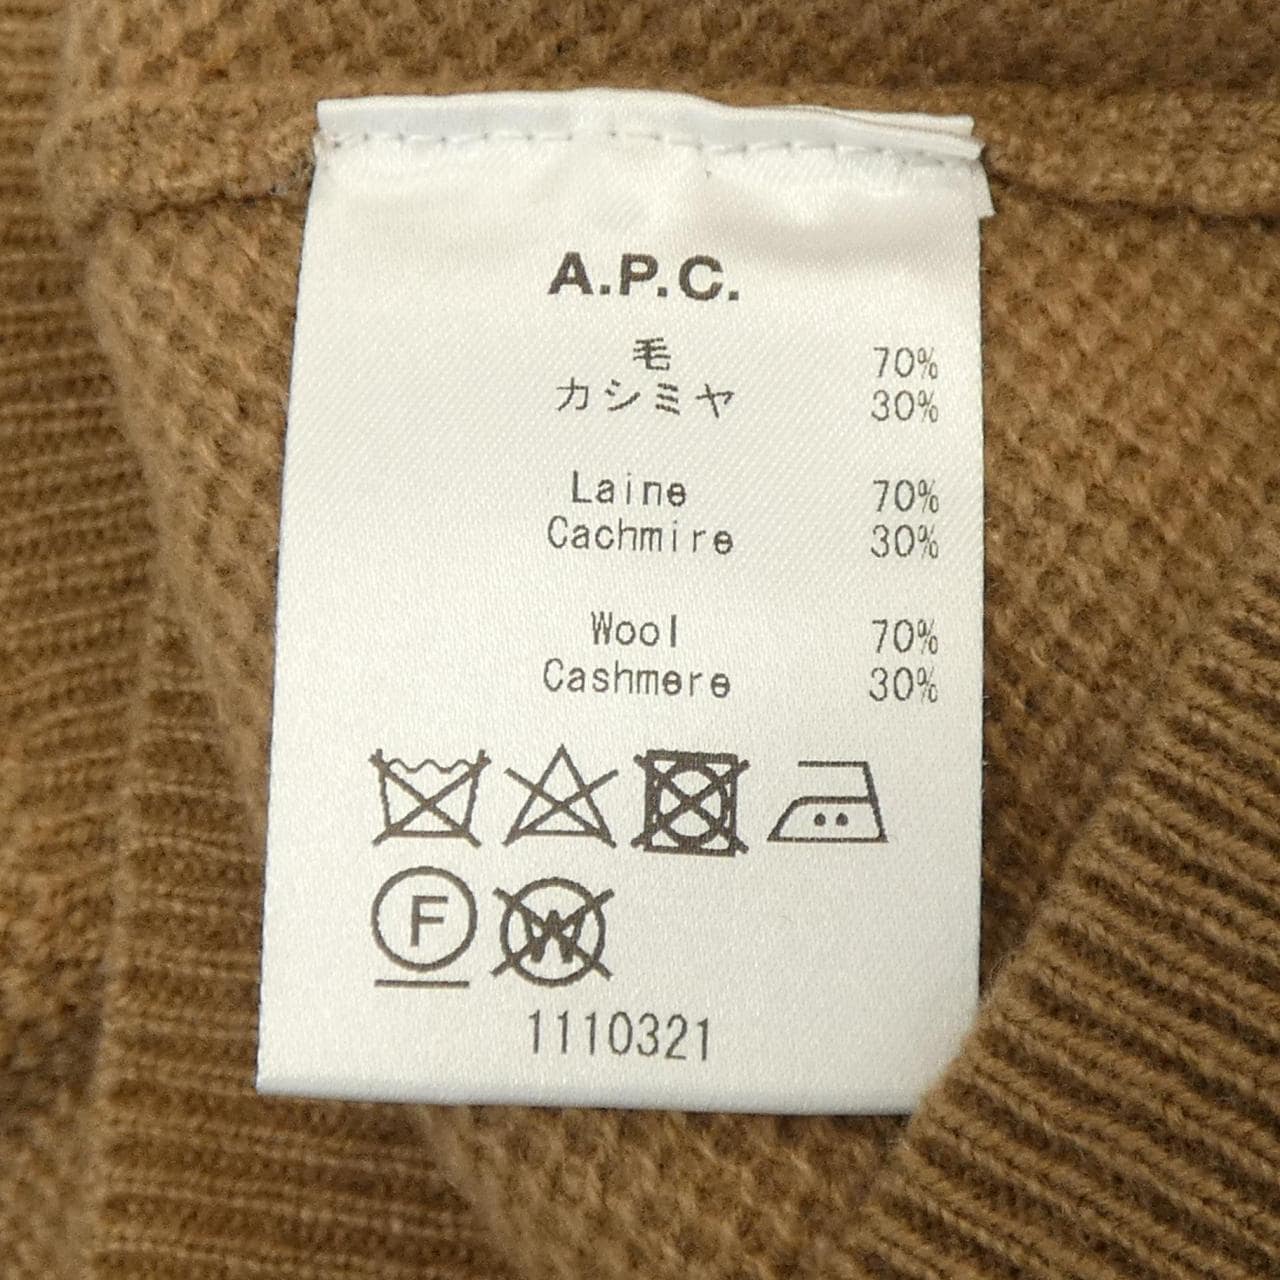 A.P.C.
毛 70%
カシミヤ 30%
Laine 70%
Cachmire 30%
Wool 70%
Cashmere 30%
F W
1110321